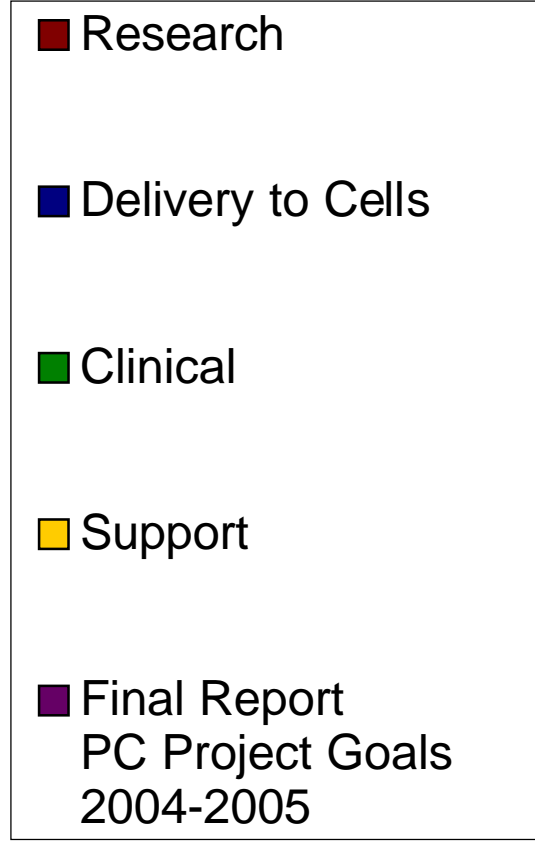 Research
Delivery to Cells
Clinical
Support
Final Report
PC Project Goals
2004-2005